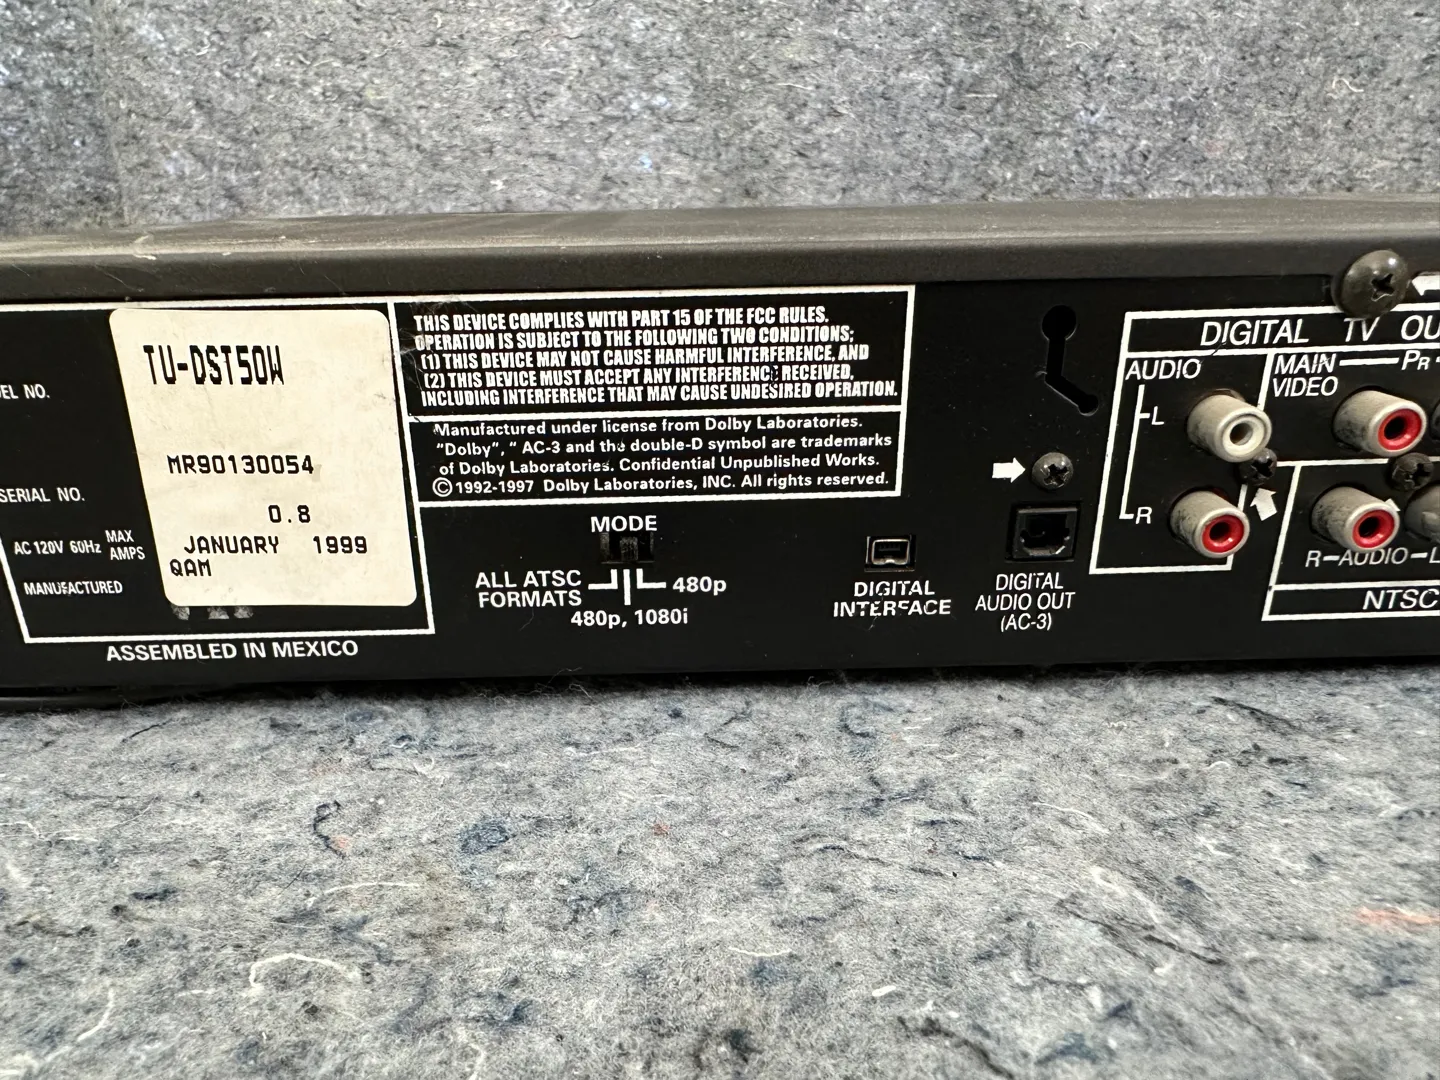 EL NO.
TU-DST50W
SERIAL NO.
MR90130054
AC 120V 60Hz MAX AMPS
0.8
MANUFACTURED
JANUARY 1999
QAM
ASSEMBLED IN MEXICO
THIS DEVICE COMPLIES WITH PART 15 OF THE FCC RULES.
OPERATION IS SUBJECT TO THE FOLLOWING TWO CONDITIONS;
(1) THIS DEVICE MAY NOT CAUSE HARMFUL INTERFERENCE, AND
(2) THIS DEVICE MUST ACCEPT ANY INTERFERENCE RECEIVED,
INCLUDING INTERFERENCE THAT MAY CAUSE UNDESIRED OPERATION.
Manufactured under license from Dolby Laboratories.
"Dolby", " AC-3 and the double-D symbol are trademarks
of Dolby Laboratories. Confidential Unpublished Works.
©1992-1997 Dolby Laboratories, INC. All rights reserved.
MODE
ALL ATSC
FORMATS
480p
480p, 1080i
DIGITAL
INTERFACE
DIGITAL
AUDIO OUT
(AC-3)
DIGITAL TV OU
AUDIO
L
R
MAIN
VIDEO
PR
R-AUDIO-L
NTSC